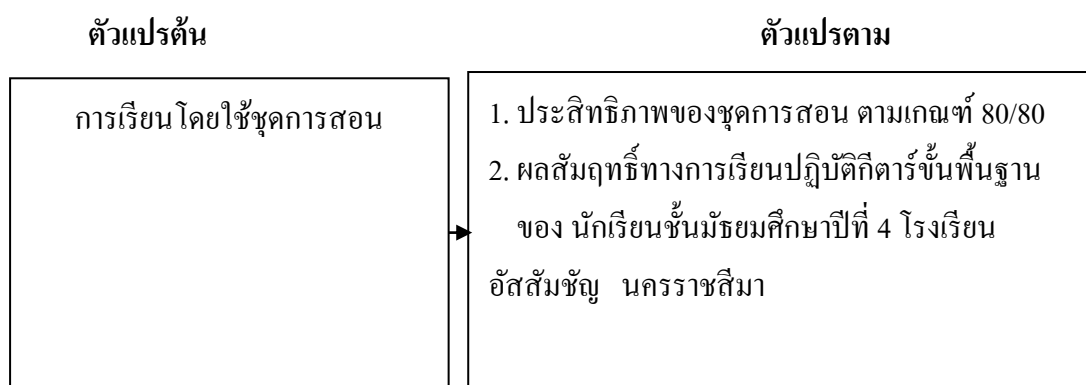 ตัวแปรต้น
ตัวแปรตาม
การเรียนโดยใช้ชุดการสอน
1. ประสิทธิภาพของชุดการสอน ตามเกณฑ์ 80/80
2. ผลสัมฤทธิ์ทางการเรียนปฏิบัติกีตาร์ขั้นพื้นฐาน
ของ นักเรียนชั้นมัธยมศึกษาปีที่ 4 โรงเรียน
อัสสัมชัญ นครราชสีมา